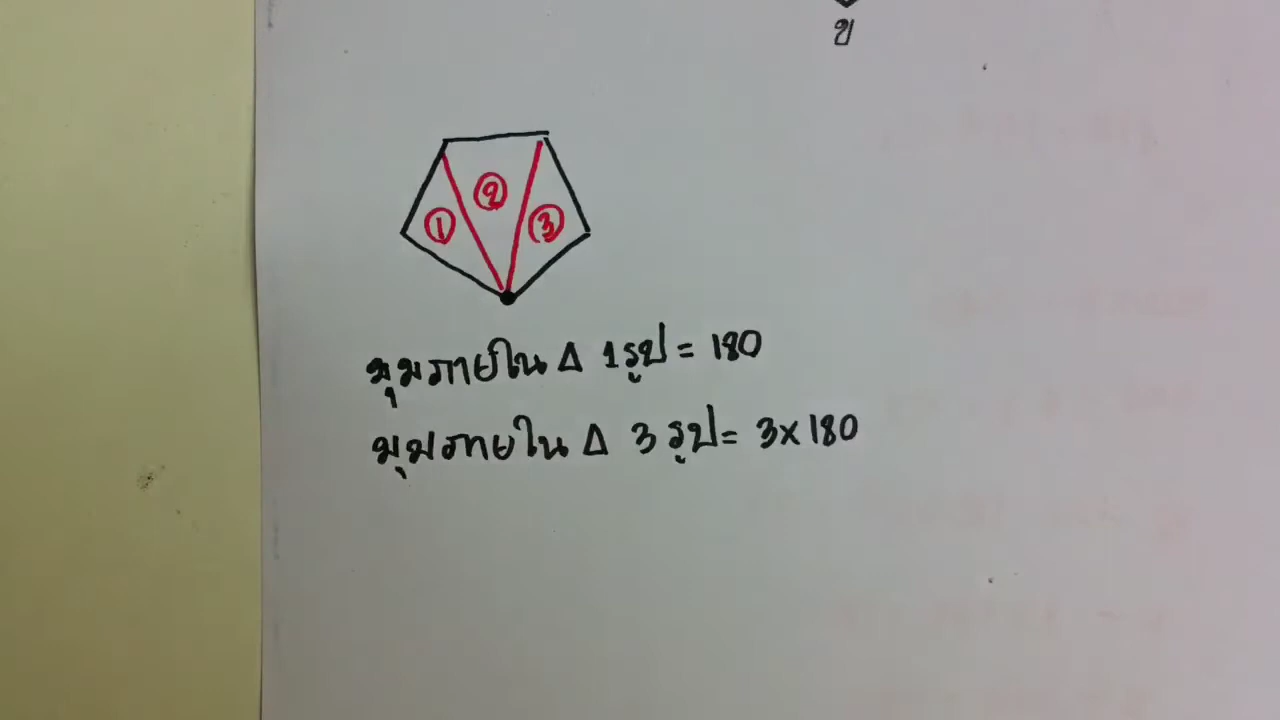 ข
1
2
3
มุมภายใน Δ 1 รูป = 180
มุมภายใน Δ 3 รูป = 3 x 180